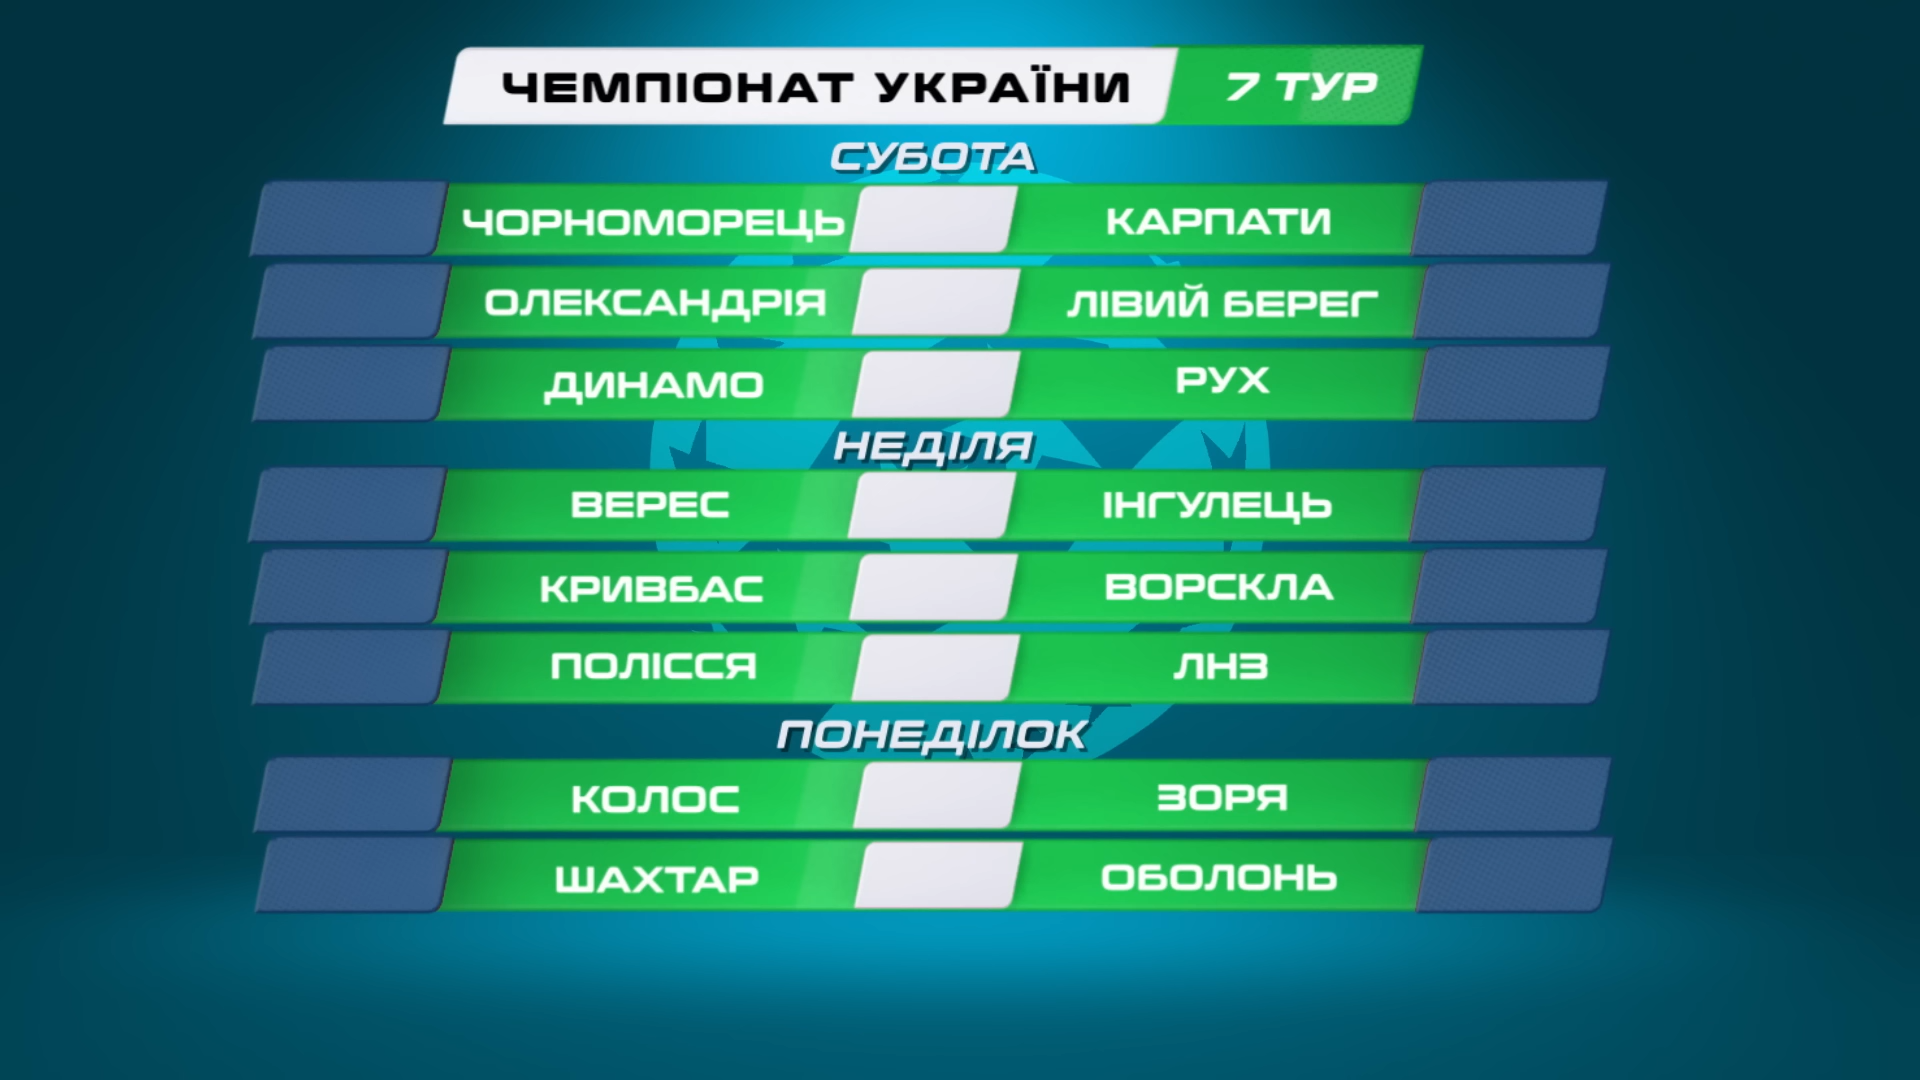 ЧЕМПІОНАТ УКРАЇНИ 7 ТУР
СУБОТА
ЧОРНОМОРЕЦЬ КАРПАТИ
ОЛЕКСАНДРІЯ ЛІВИЙ БЕРЕГ
ДИНАМО РУХ
НЕДІЛЯ
ВЕРЕС ІНГУЛЕЦЬ
КРИВБАС ВОРСКЛА
ПОЛІССЯ ЛНЗ
ПОНЕДІЛОК
КОЛОС ЗОРЯ
ШАХТАР ОБОЛОНЬ